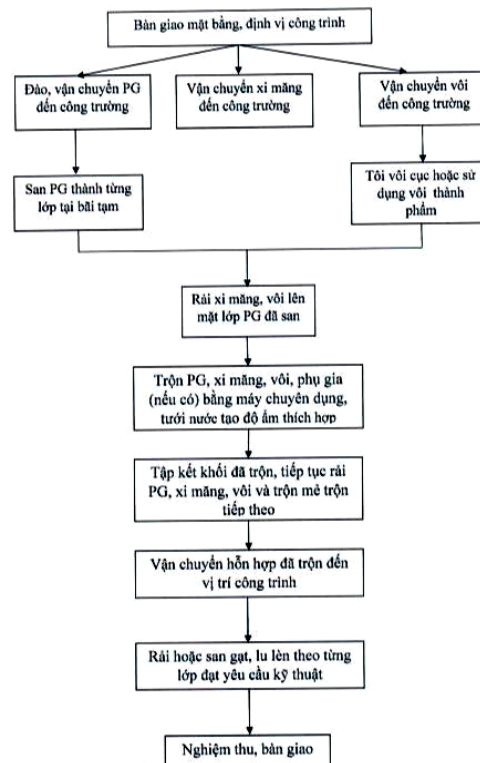 Bàn giao mặt bằng, định vị công trình
Đào, vận chuyển PG
đến công trường
Vận chuyển xi măng
đến công trường
Vận chuyển vôi
đến công trường
San PG thành từng
lớp tại bãi tạm
Tôi vôi cục hoặc sử
dụng vôi thành
phẩm
Rải xi măng, vôi lên
mặt lớp PG đã san
Trộn PG, xi măng, vôi, phụ gia
(nếu có) bằng máy chuyên dụng,
tưới nước tạo độ ẩm thích hợp
Tập kết khối đã trộn, tiếp tục rải
PG, xi măng, vôi và trộn mẻ trộn
tiếp theo
Vận chuyển hỗn hợp đã trộn đến
vị trí công trình
Rải hoặc san gạt, lu lèn theo từng
lớp đạt yêu cầu kỹ thuật
Nghiệm thu, bàn giao